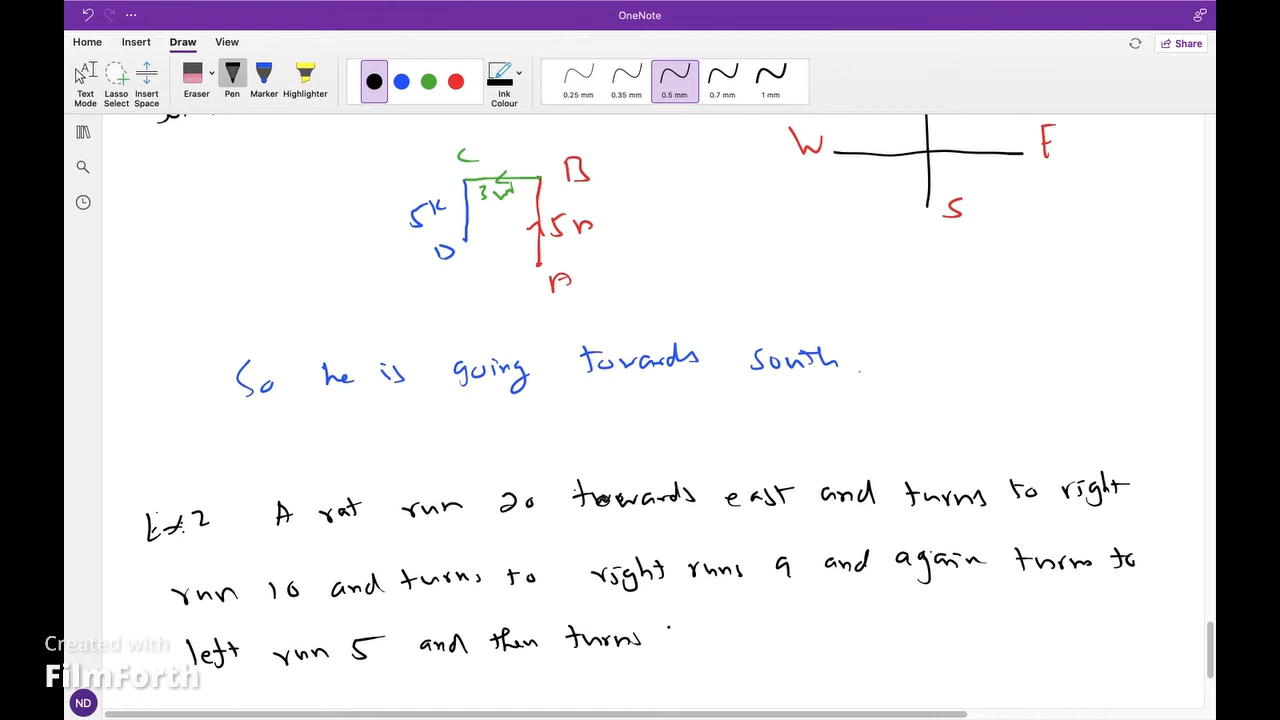 OneNote
Home Insert Draw View
Share
Text Mode
Lasso Select
Insert Space
Eraser
Pen
Marker
Highlighter
Ink Colour
0.25 mm
0.35 mm
0.5 mm
0.7 mm
1 mm
W E
S
C B
3
5
5
D
A
So he is going towards south.
Ex 2 A rat run 20 towards east and turns to right
run 10 and turns to right runs 9 and again turns to
left run 5 and then turns
Created with
FilmForth
ND